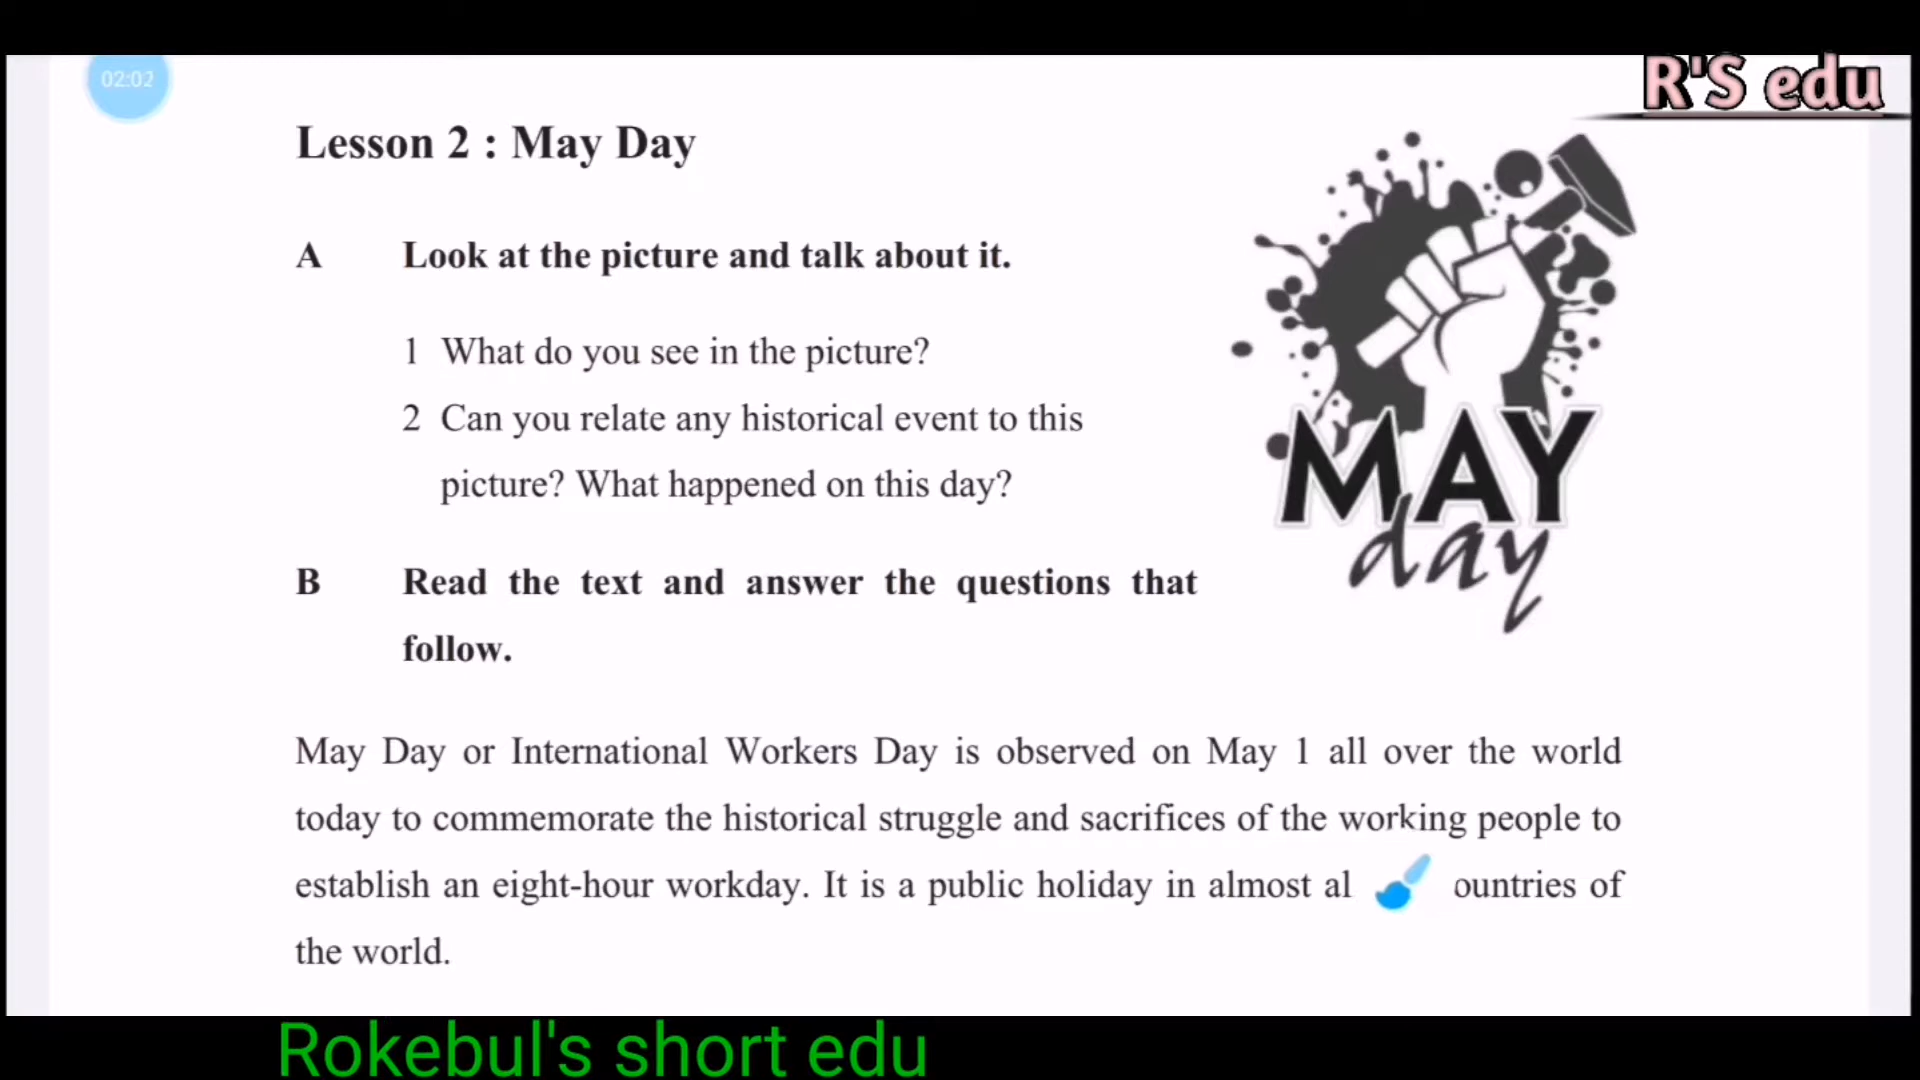 02:02
R'S edu
Lesson 2 : May Day
A Look at the picture and talk about it.
1 What do you see in the picture?
2 Can you relate any historical event to this
picture? What happened on this day?
MAY
day
B Read the text and answer the questions that
follow.
May Day or International Workers Day is observed on May 1 all over the world
today to commemorate the historical struggle and sacrifices of the working people to
establish an eight-hour workday. It is a public holiday in almost al ountries of
the world.
Rokebul's short edu